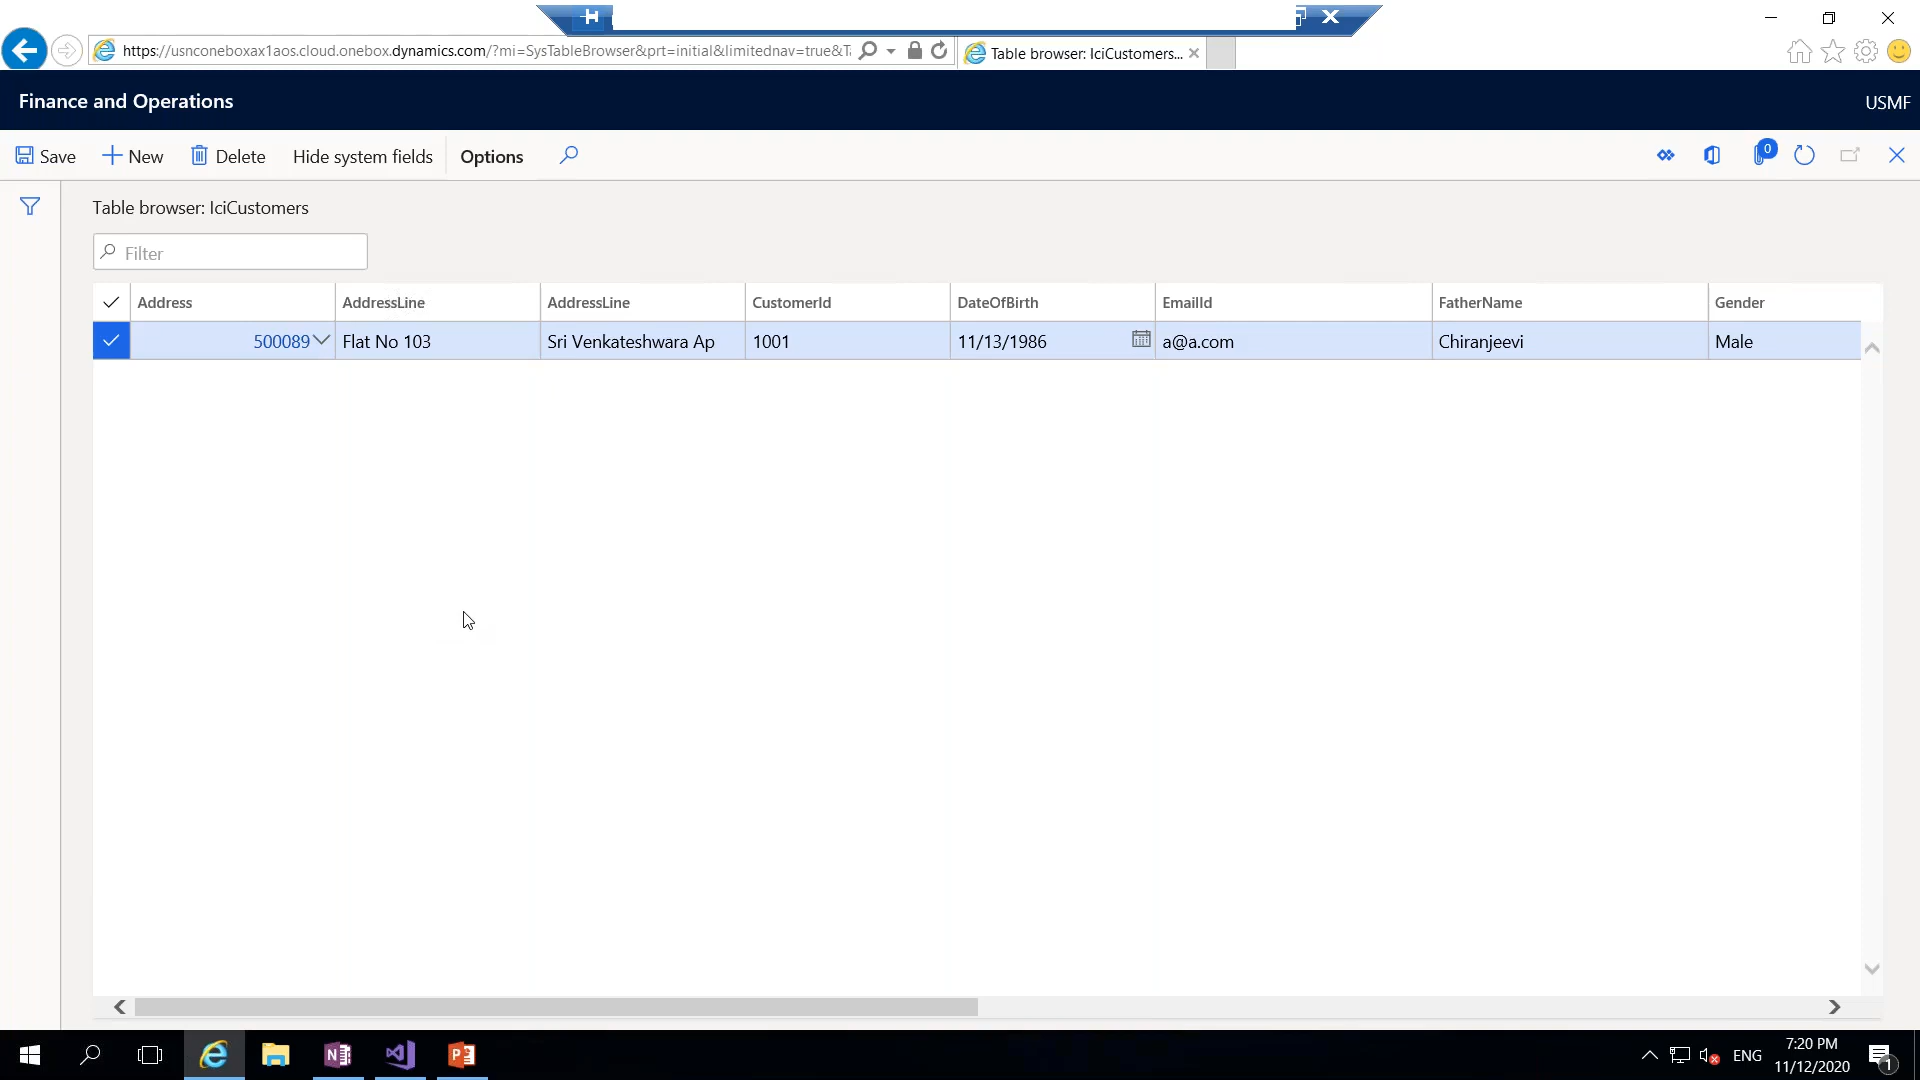 https://usnconeboxax1aos.cloud.onebox.dynamics.com/?mi=SysTableBrowser&prt=initial&limitednav=true&T
Table browser: IciCustomers...
Finance and Operations
USMF
Save
New
Delete
Hide system fields
Options
0
Table browser: IciCustomers
Filter
Address AddressLine AddressLine CustomerId DateOfBirth EmailId FatherName Gender
500089 Flat No 103 Sri Venkateshwara Ap 1001 11/13/1986 a@a.com Chiranjeevi Male
ENG
7:20 PM
11/12/2020
1